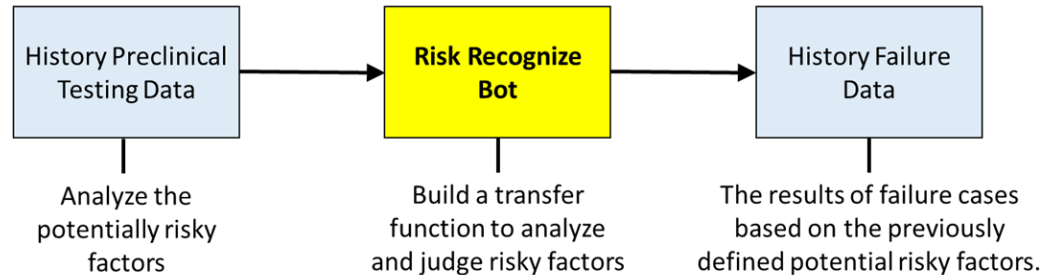 History Preclinical
Testing Data
Risk Recognize
Bot
History Failure
Data
Analyze the
potentially risky
factors
Build a transfer
function to analyze
and judge risky factors
The results of failure cases
based on the previously
defined potential risky factors.